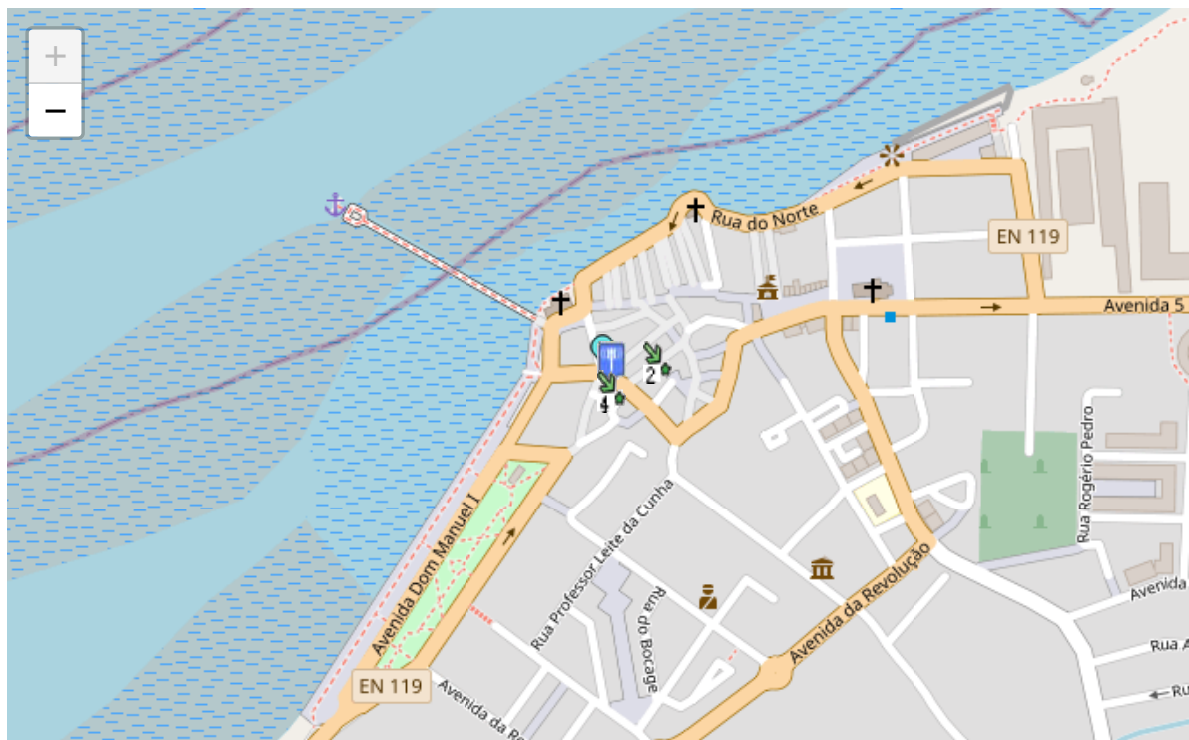 +
−
Rua do Norte
EN 119
Avenida 5
2
4
Rua Rogério Pedro
Avenida Dom Manuel I
Rua Professor Leite da Cunha
Rua do Bocage
Avenida da Revolução
Avenida
Rua A
Ru
EN 119
Avenida da Re